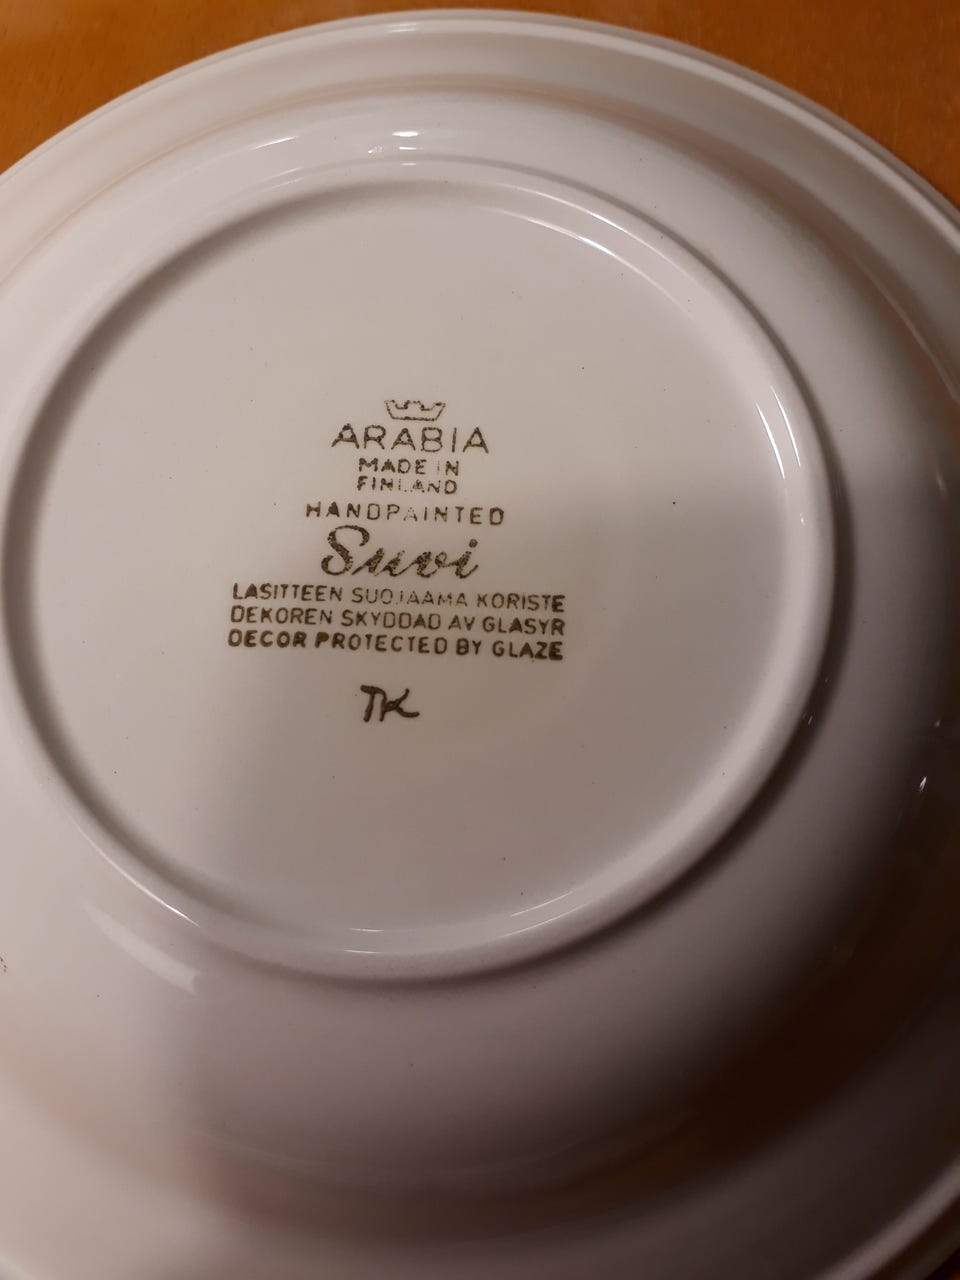 ARABIA
MADE IN
FINLAND
HANDPAINTED
Suvi
LASITTEEN SUOJAAMA KORISTE
DEKOREN SKYDDAD AV GLASYR
DECOR PROTECTED BY GLAZE
TK